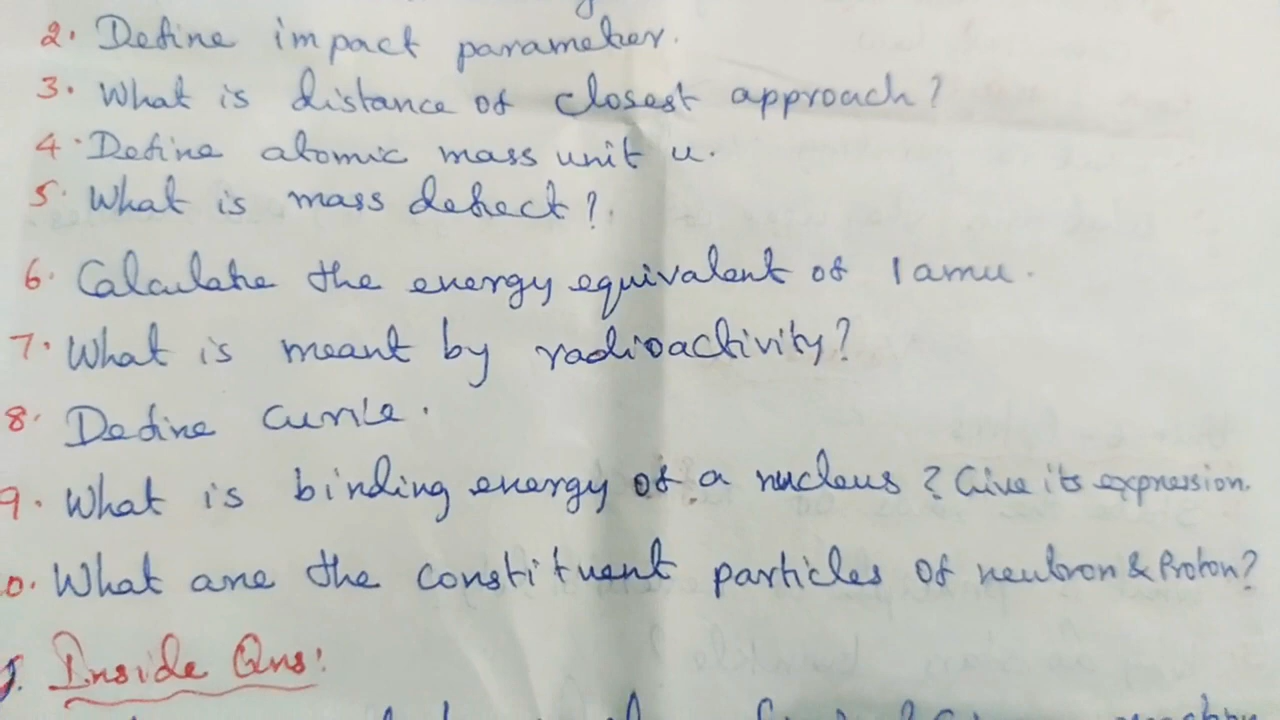 2. Define impact parameter.
3. What is distance of closest approach?
4. Define atomic mass unit u.
5. What is mass defect?
6. Calculate the energy equivalent of 1 amu.
7. What is meant by radioactivity?
8. Define curie.
9. What is binding energy of a nucleus? Give its expression.
0. What are the constituent particles of neutron & Proton?
Inside Qns: